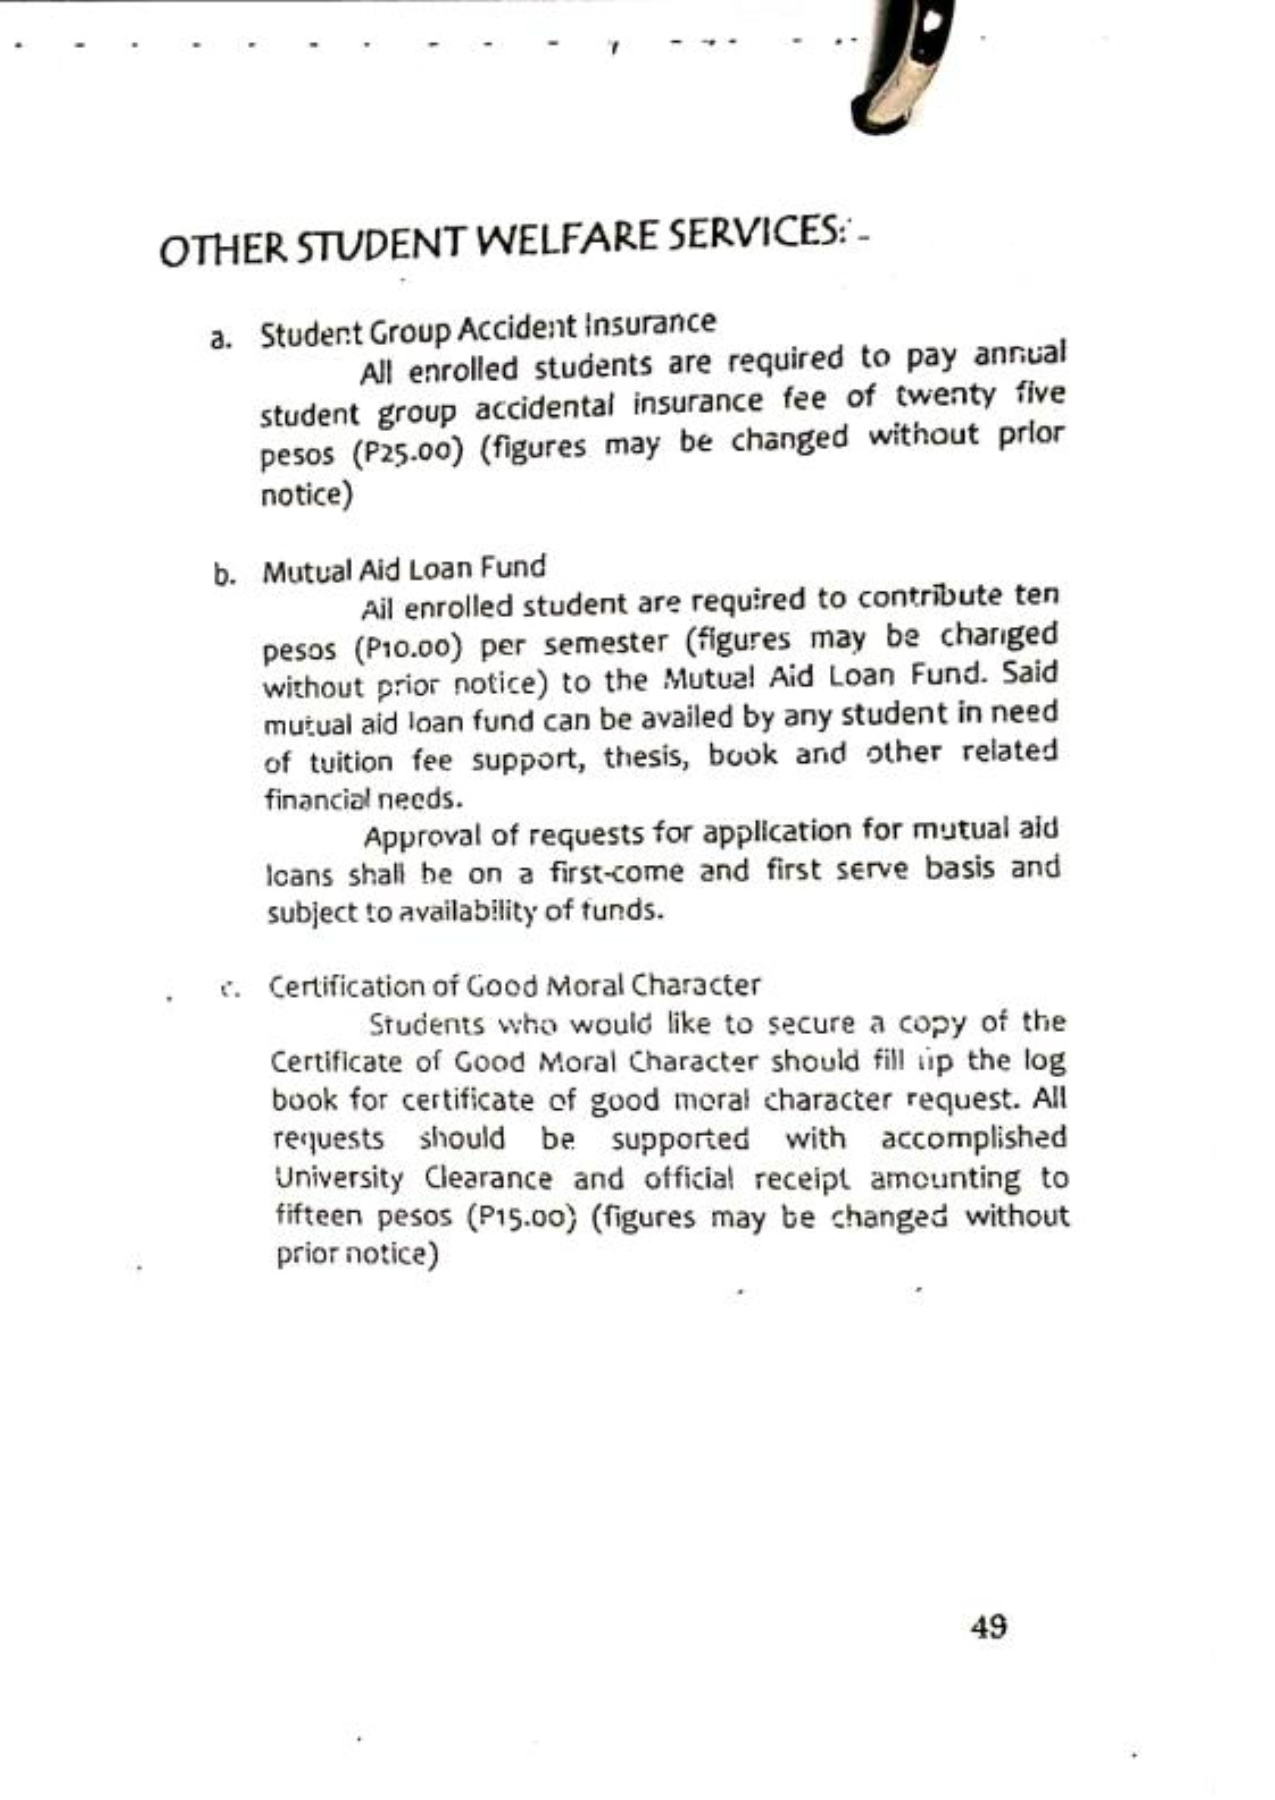 OTHER STUDENT WELFARE SERVICES:
a. Student Group Accident Insurance
All enrolled students are required to pay annual
student group accidental insurance fee of twenty five
pesos (P25.00) (figures may be changed without prior
notice)
b. Mutual Aid Loan Fund
All enrolled student are required to contribute ten
pesos (P10.00) per semester (figures may be changed
without prior notice) to the Mutual Aid Loan Fund. Said
mutual aid loan fund can be availed by any student in need
of tuition fee support, thesis, book and other related
financial needs.
Approval of requests for application for mutual aid
loans shall be on a first-come and first serve basis and
subject to availability of funds.
c. Certification of Good Moral Character
Students who would like to secure a copy of the
Certificate of Good Moral Character should fill up the log
book for certificate of good moral character request. All
requests should be supported with accomplished
University Clearance and official receipt amounting to
fifteen pesos (P15.00) (figures may be changed without
prior notice)
49